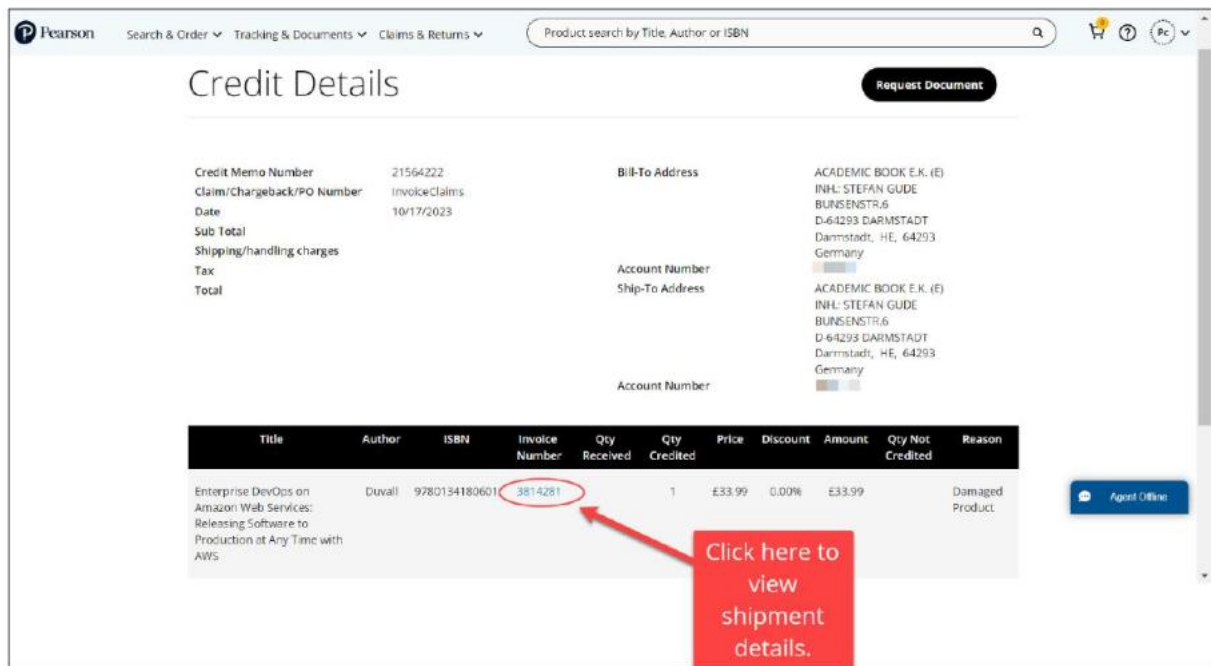 Pearson
Search & Order
Tracking & Documents
Claims & Returns
Product search by Title, Author or ISBN
0
?
Pc
Credit Details
Request Document
Credit Memo Number 21564222
Claim/Chargeback/PO Number InvoiceClaims
Date 10/17/2023
Sub Total
Shipping/handling charges
Tax
Total
Bill-To Address
ACADEMIC BOOK E.K. (E)
INH.: STEFAN GUDE
BUNSENSTR.6
D-64293 DARMSTADT
Darmstadt, HE, 64293
Germany
Account Number
Ship-To Address
ACADEMIC BOOK E.K. (E)
INH.: STEFAN GUDE
BUNSENSTR.6
D-64293 DARMSTADT
Darmstadt, HE, 64293
Germany
Account Number
Title Author ISBN Invoice Number Qty Received Qty Credited Price Discount Amount Qty Not Credited Reason
Enterprise DevOps on
Amazon Web Services:
Releasing Software to
Production at Any Time with
AWS
Duvall 9780134180601 3814281 1 £33.99 0.00% £33.99
Damaged
Product
Agent Offline
Click here to
view
shipment
details.